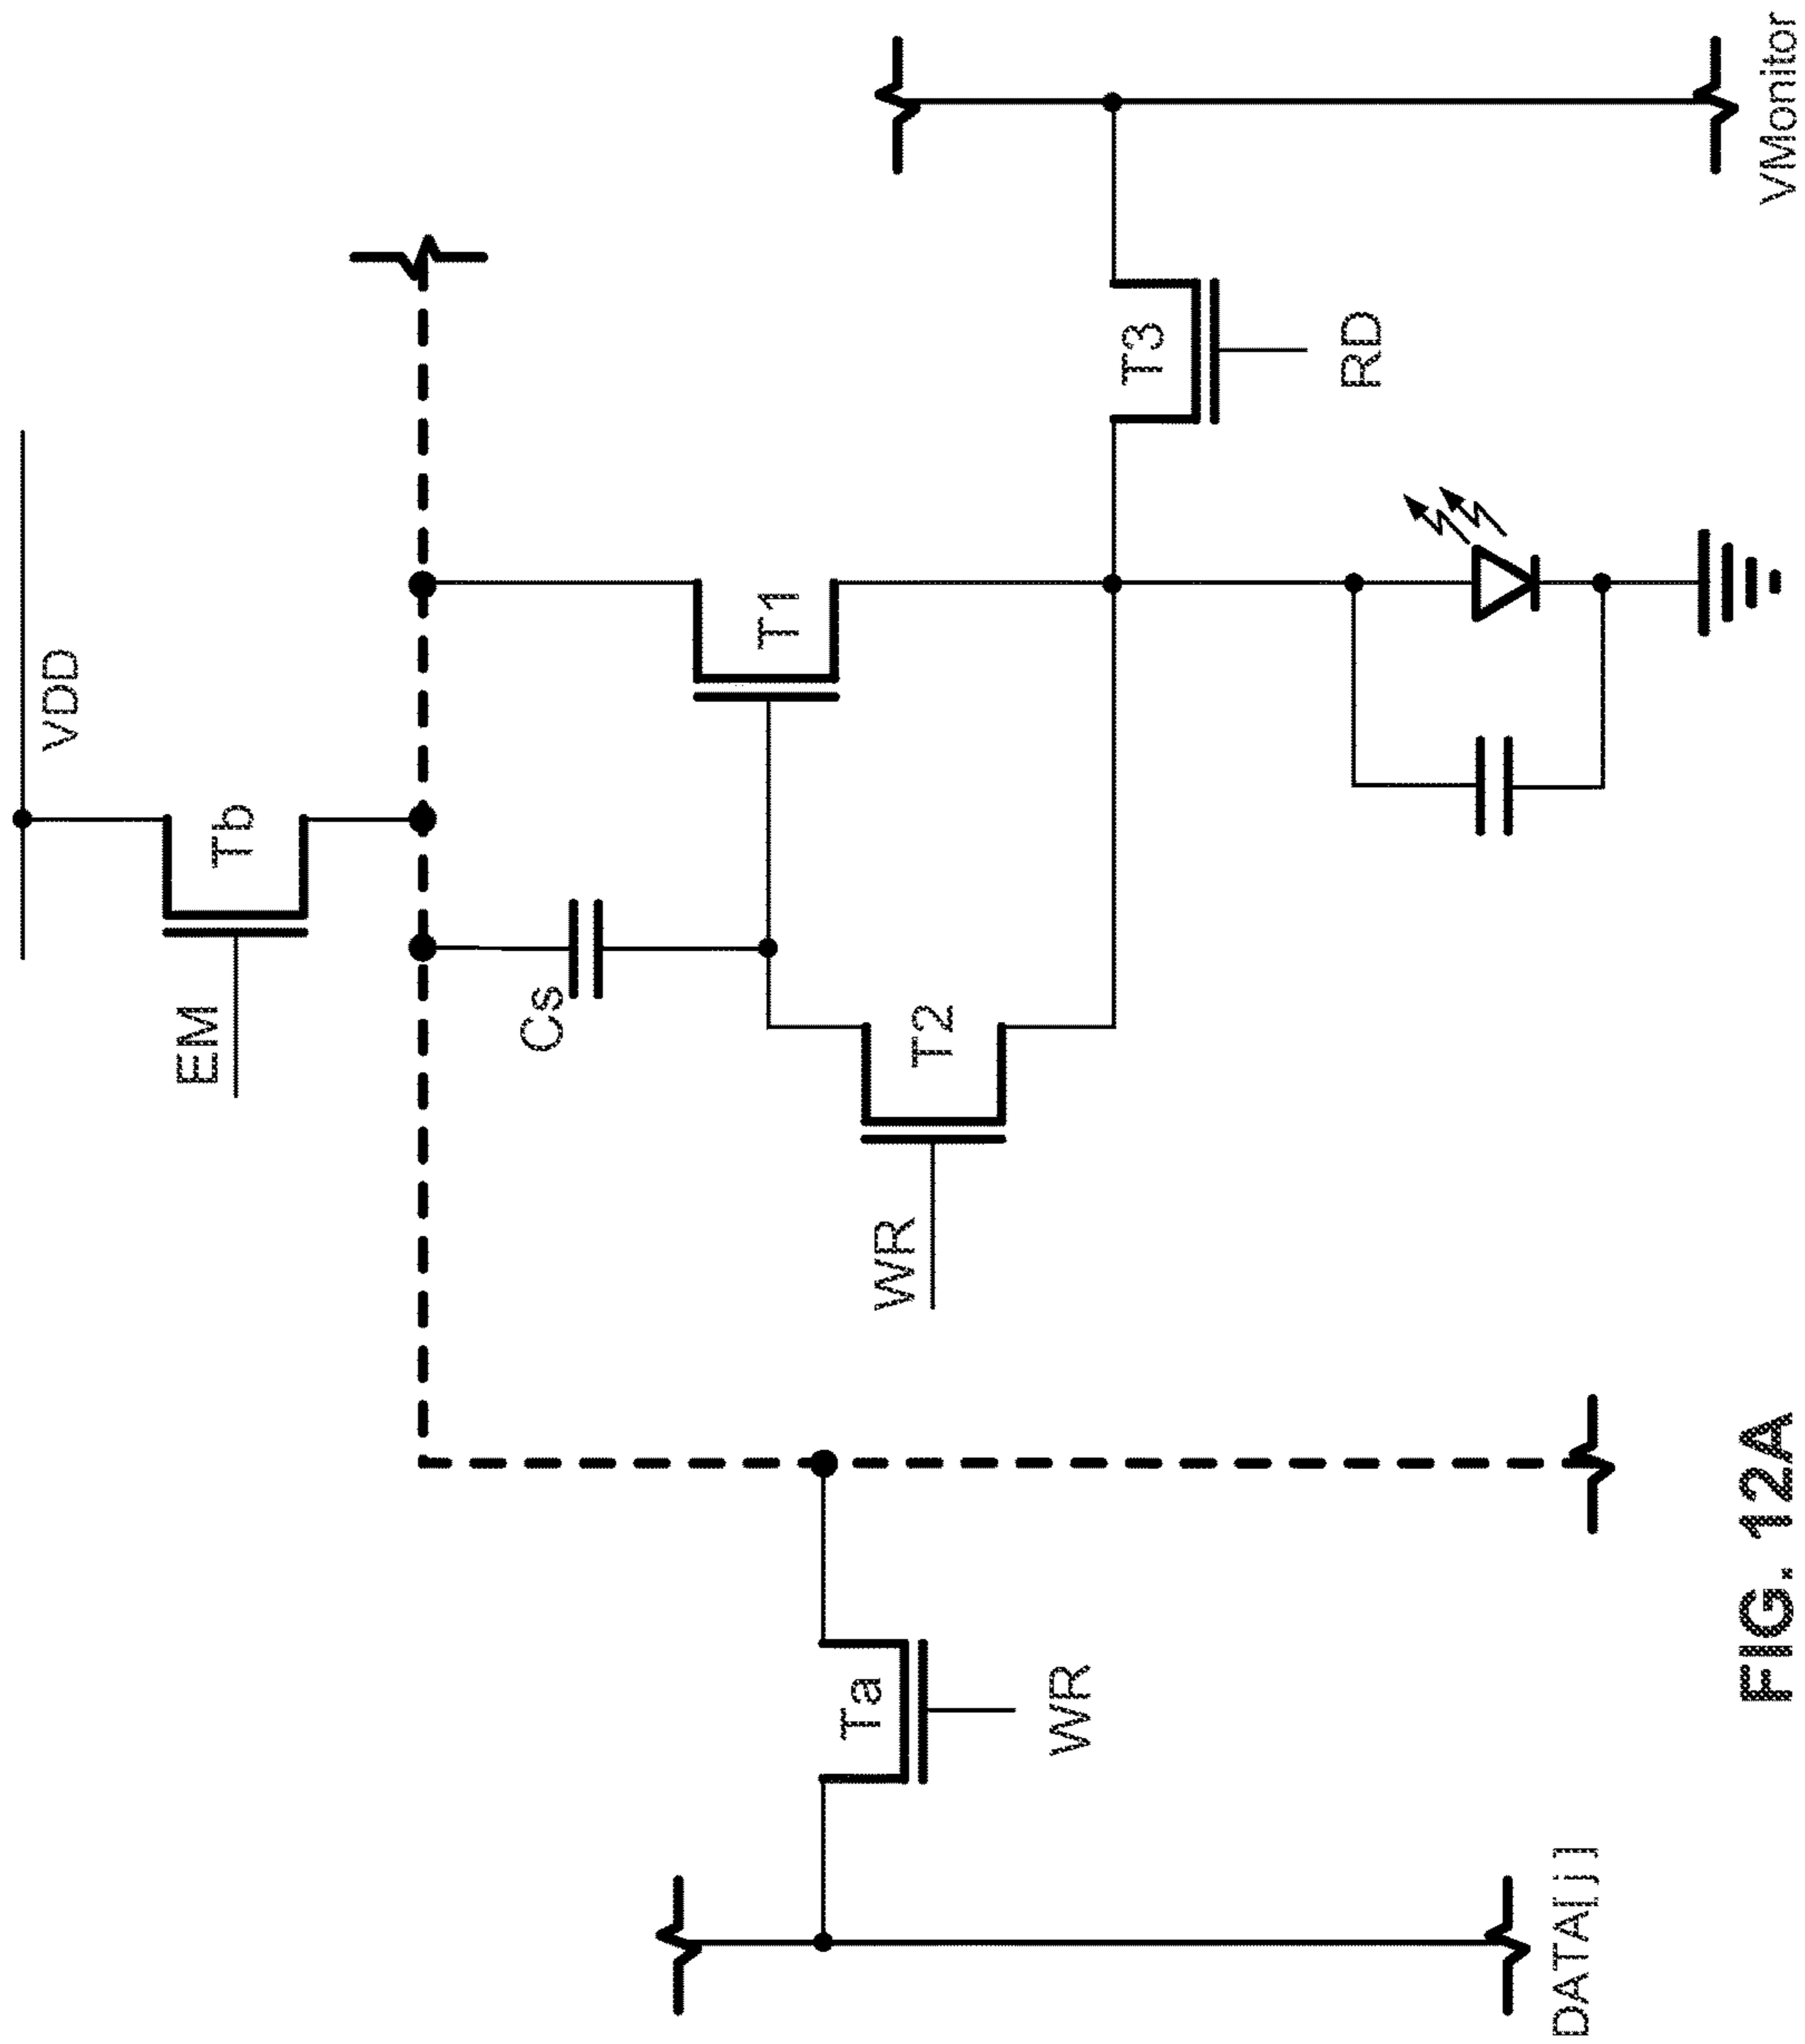 VDD
Tb
EM
Cs
T1
T2
WR
T3
RD
VMonitor
Ta
WR
DATA[j]
FIG. 12A